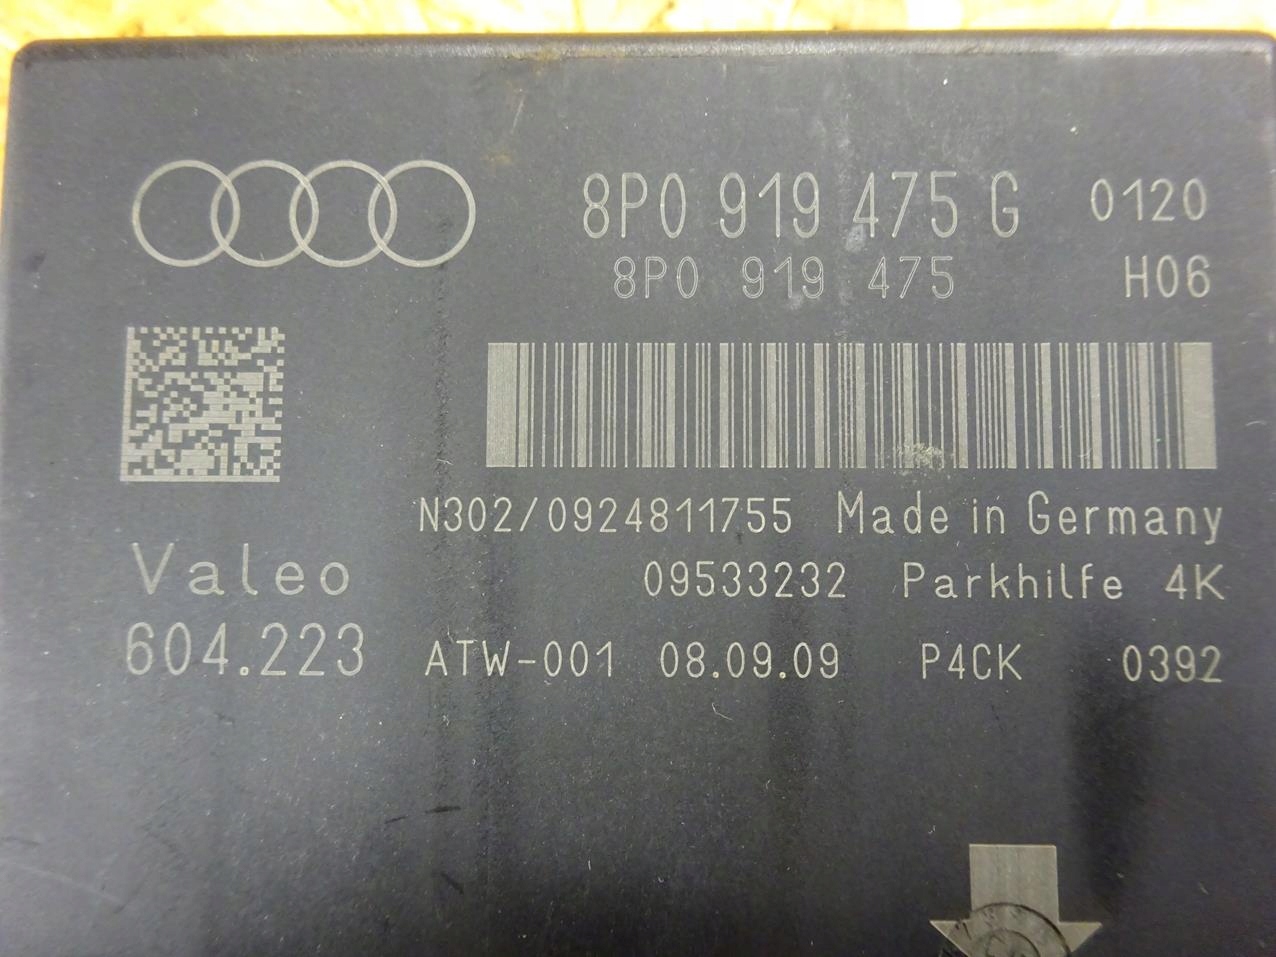 8P0 919 475 G 0120
8P0 919 475 H06
N302/0924811755 Made in Germany
Valeo 09533232 Parkhilfe 4K
604.223 ATW-001 08.09.09 P4CK 0392